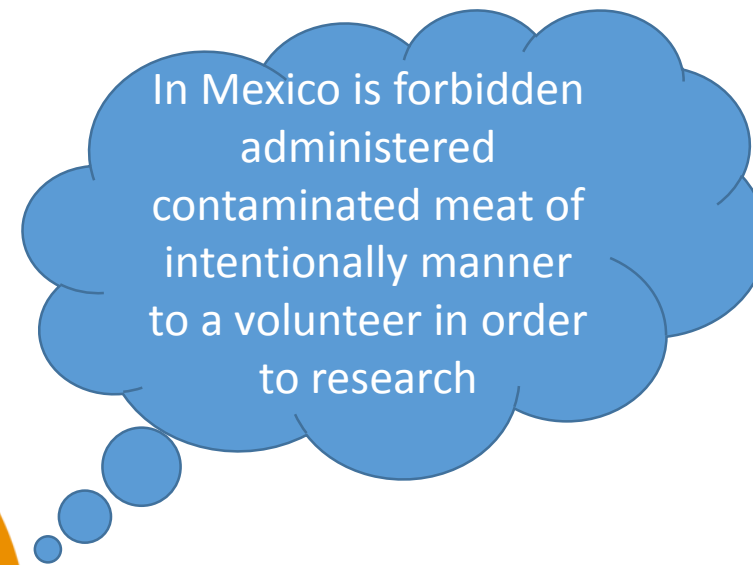 In Mexico is forbidden
administered
contaminated meat of
intentionally manner
to a volunteer in order
to research